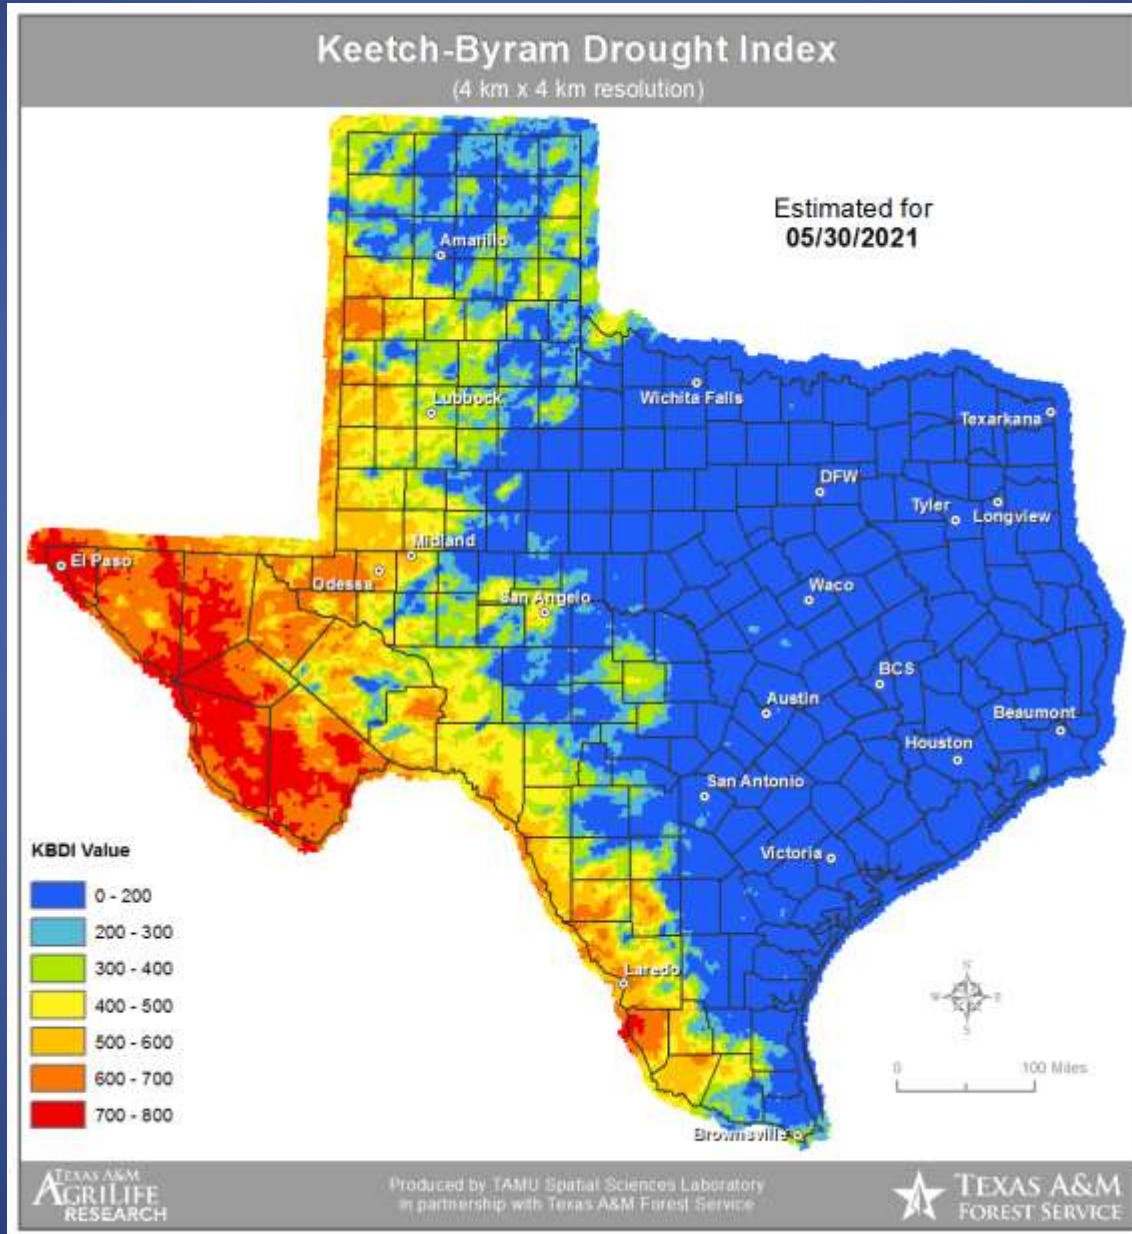 Keetch-Byram Drought Index
(4 km x 4 km resolution)
Estimated for
05/30/2021
Amarillo
Lubbock
Wichita Falls
Texarkana
DFW
Tyler
Longview
Midland
El Paso
Odessa
San Angelo
Waco
BCS
Austin
Beaumont
Houston
San Antonio
Victoria
Laredo
Brownsville
KBDI Value
0 - 200
200 - 300
300 - 400
400 - 500
500 - 600
600 - 700
700 - 800
N
W
E
S
0
100 Miles
TEXAS A&M
AGRILIFE
RESEARCH
Produced by TAMU Spatial Sciences Laboratory
in partnership with Texas A&M Forest Service
TEXAS A&M
FOREST SERVICE